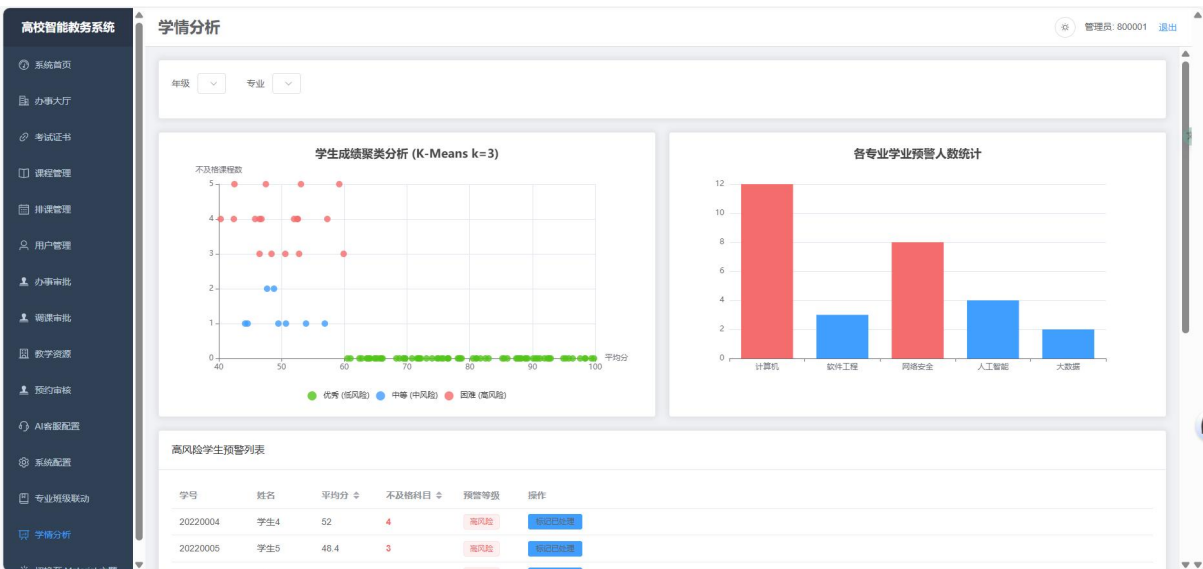 高校智能教务系统
系统首页
办事大厅
考试证书
课程管理
排课管理
用户管理
办事审批
调课审批
教学资源
预约审核
AI客服配置
系统配置
专业班级联动
学情分析
学情分析
管理员: 800001 退出
年级 专业
学生成绩聚类分析 (K-Means k=3)
不及格课程数
5
4
3
2
1
0
40 50 60 70 80 90 100
平均分
优秀 (低风险) 中等 (中风险) 困难 (高风险)
各专业学业预警人数统计
12
10
8
6
4
2
0
计算机 软件工程 网络安全 人工智能 大数据
高风险学生预警列表
学号 姓名 平均分 不及格科目 预警等级 操作
20220004 学生4 52 4 高风险 标记已处理
20220005 学生5 48.4 3 高风险 标记已处理